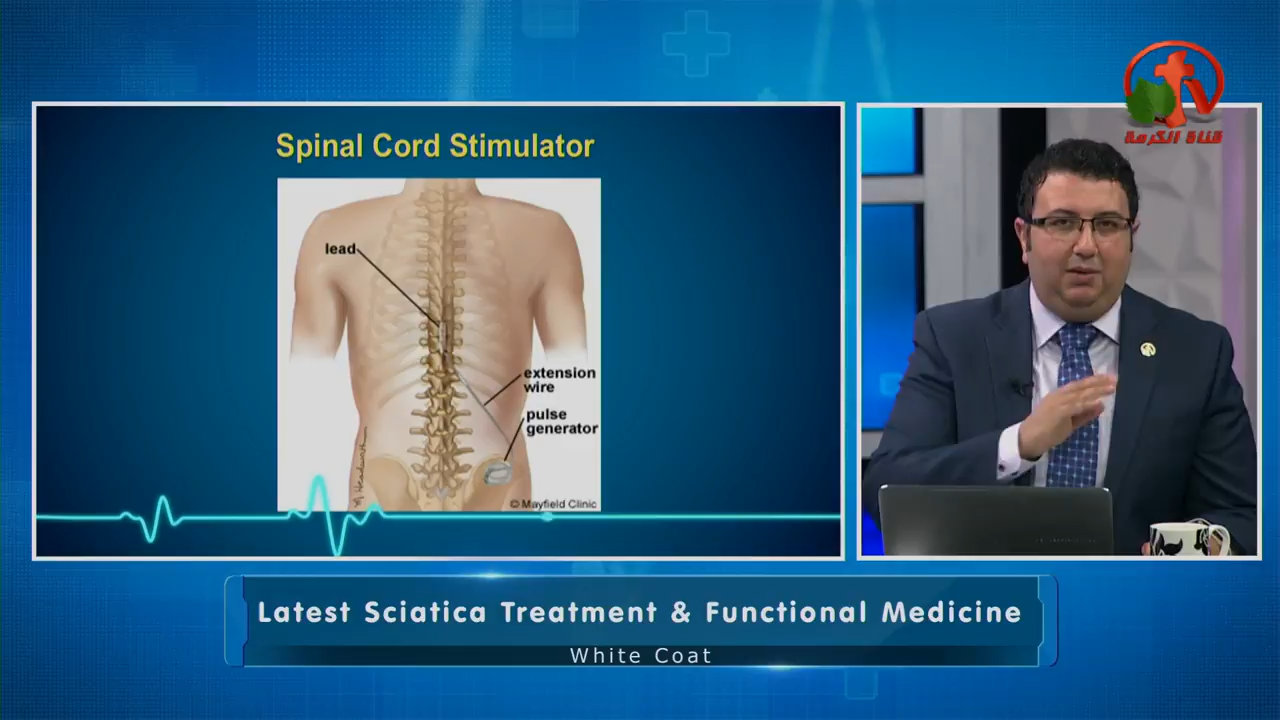 قناة الكرمة
Spinal Cord Stimulator
lead
extension
wire
pulse
generator
© Mayfield Clinic
Latest Sciatica Treatment & Functional Medicine
White Coat